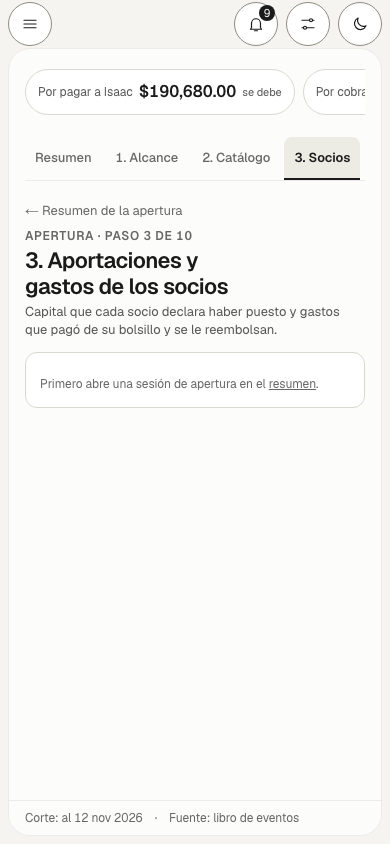 9
Por pagar a Isaac $190,680.00 se debe
Por cobra
Resumen 1. Alcance 2. Catálogo 3. Socios
← Resumen de la apertura
APERTURA · PASO 3 DE 10
3. Aportaciones y
gastos de los socios
Capital que cada socio declara haber puesto y gastos
que pagó de su bolsillo y se le reembolsan.
Primero abre una sesión de apertura en el resumen.
Corte: al 12 nov 2026 · Fuente: libro de eventos